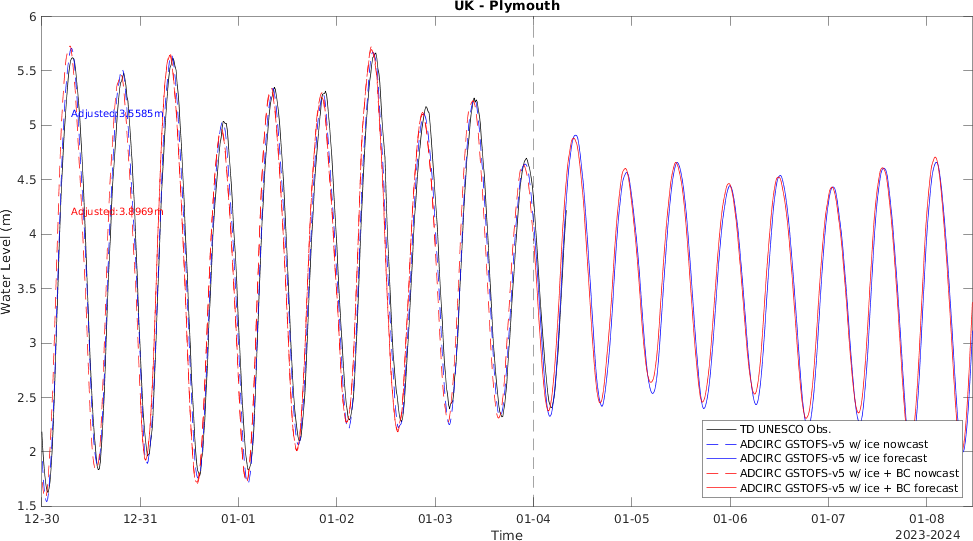 UK - Plymouth
6
5.5
5
4.5
4
3.5
3
2.5
2
1.5
Water Level (m)
Adjusted:3.5585m
Adjusted:3.8969m
TD UNESCO Obs.
ADCIRC GSTOFS-v5 w/ ice nowcast
ADCIRC GSTOFS-v5 w/ ice forecast
ADCIRC GSTOFS-v5 w/ ice + BC nowcast
ADCIRC GSTOFS-v5 w/ ice + BC forecast
12-30 12-31 01-01 01-02 01-03 01-04 01-05 01-06 01-07 01-08
Time
2023-2024